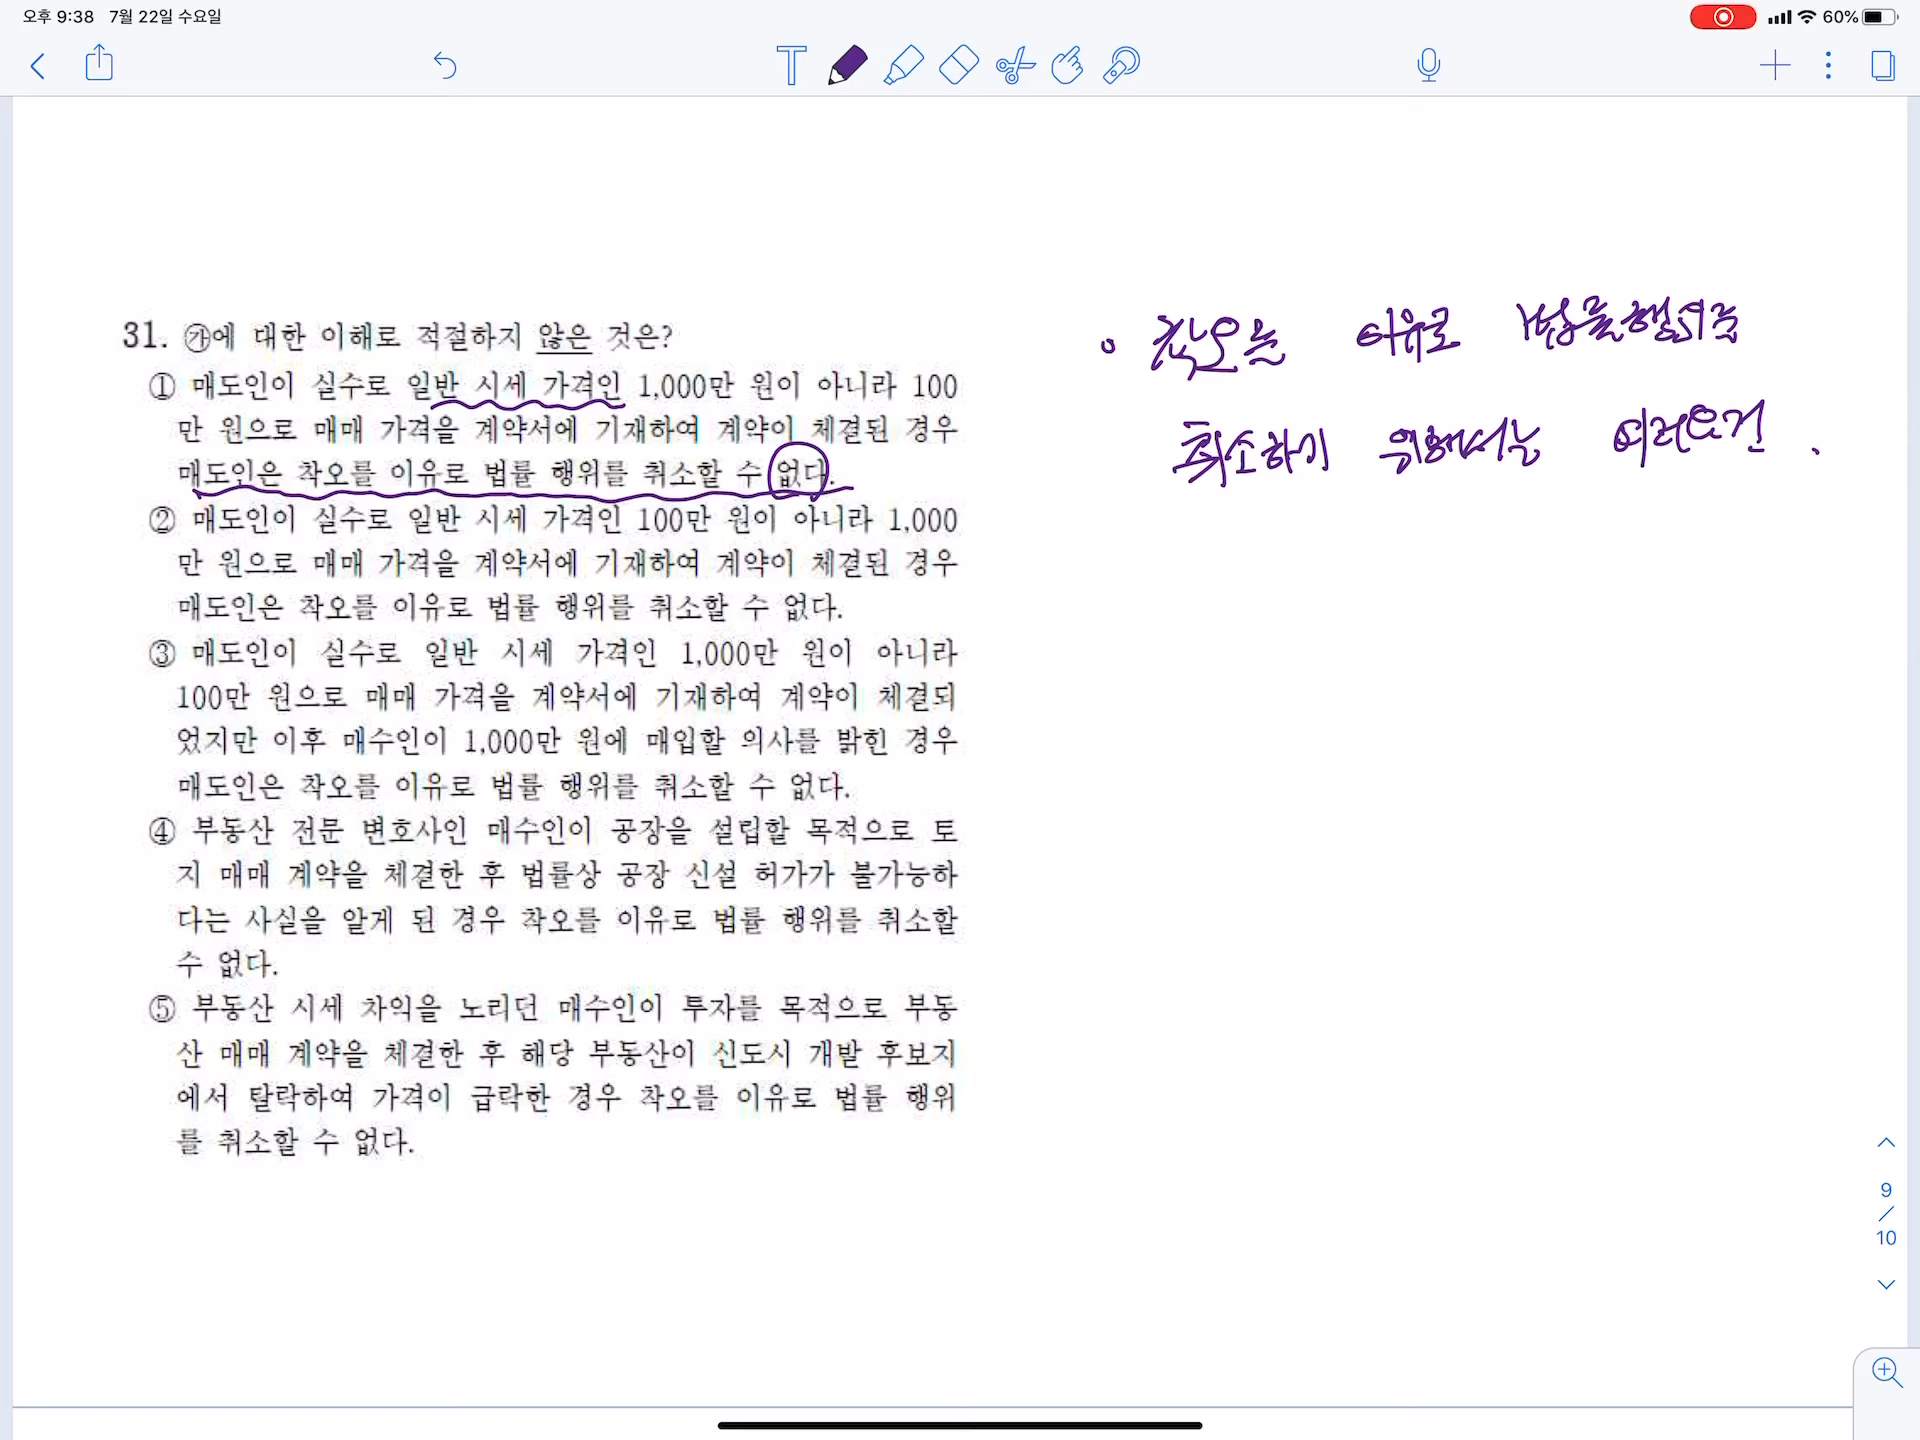 오후 9:38 7월 22일 수요일
60%
31. ㉮에 대한 이해로 적절하지 않은 것은?
① 매도인이 실수로 일반 시세 가격인 1,000만 원이 아니라 100
만 원으로 매매 가격을 계약서에 기재하여 계약이 체결된 경우
매도인은 착오를 이유로 법률 행위를 취소할 수 없다.
② 매도인이 실수로 일반 시세 가격인 100만 원이 아니라 1,000
만 원으로 매매 가격을 계약서에 기재하여 계약이 체결된 경우
매도인은 착오를 이유로 법률 행위를 취소할 수 없다.
③ 매도인이 실수로 일반 시세 가격인 1,000만 원이 아니라
100만 원으로 매매 가격을 계약서에 기재하여 계약이 체결되
었지만 이후 매수인이 1,000만 원에 매입할 의사를 밝힌 경우
매도인은 착오를 이유로 법률 행위를 취소할 수 없다.
④ 부동산 전문 변호사인 매수인이 공장을 설립할 목적으로 토
지 매매 계약을 체결한 후 법률상 공장 신설 허가가 불가능하
다는 사실을 알게 된 경우 착오를 이유로 법률 행위를 취소할
수 없다.
⑤ 부동산 시세 차익을 노리던 매수인이 투자를 목적으로 부동
산 매매 계약을 체결한 후 해당 부동산이 신도시 개발 후보지
에서 탈락하여 가격이 급락한 경우 착오를 이유로 법률 행위
를 취소할 수 없다.
착오를 이유로 법률행위를
취소하기 위해서는 여러요건.
9
/
10